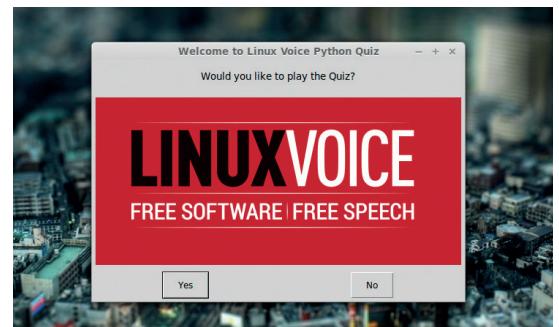 Welcome to Linux Voice Python Quiz
Would you like to play the Quiz?
LINUXVOICE
FREE SOFTWARE | FREE SPEECH
Yes
No